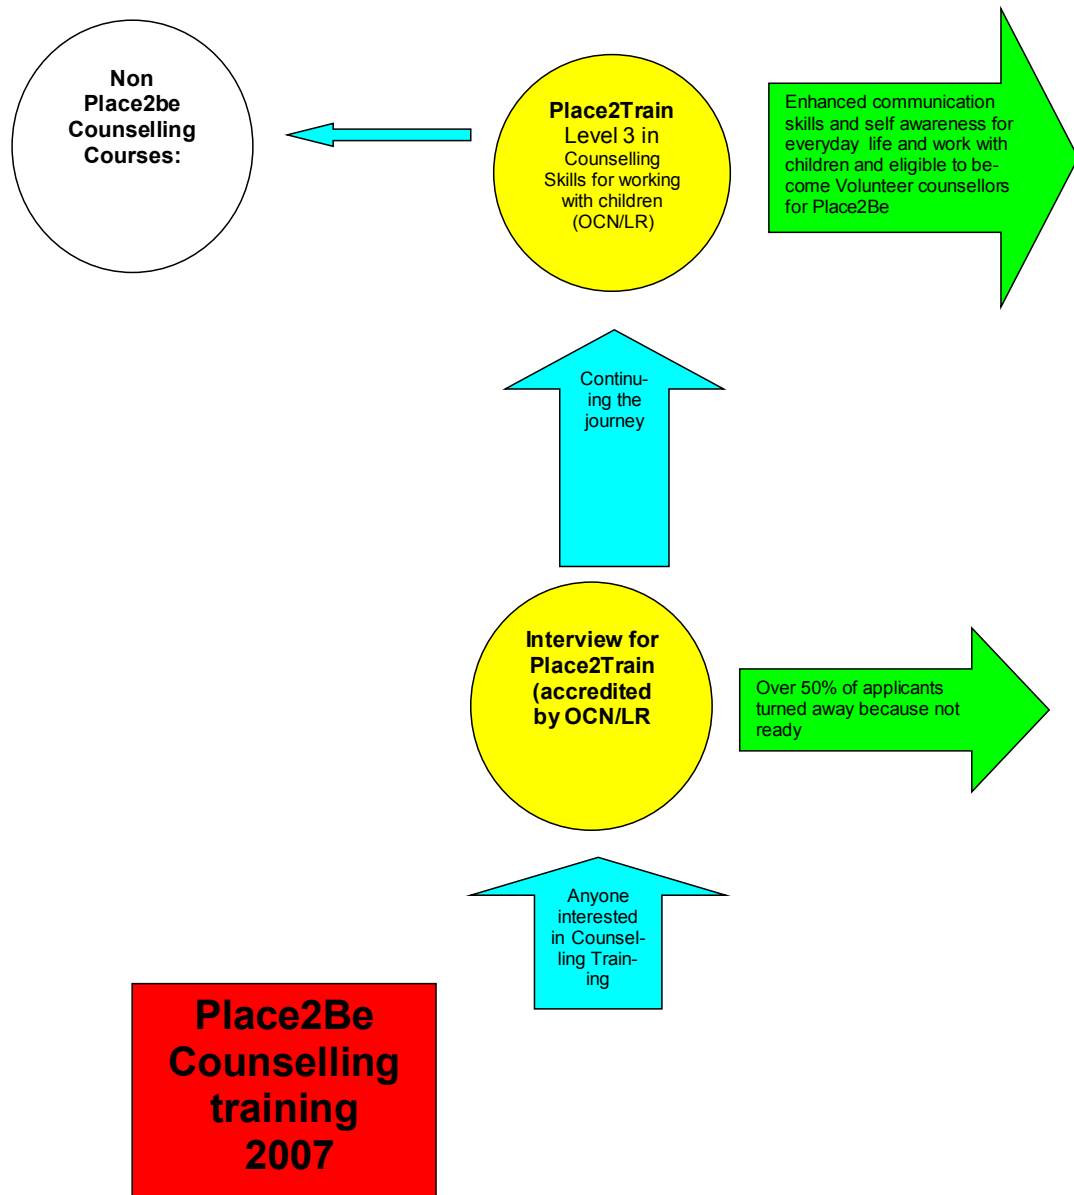 Non
Place2be
Counselling
Courses:
Place2Train
Level 3 in
Counselling
Skills for working
with children
(OCN/LR)
Enhanced communication
skills and self awareness for
everyday life and work with
children and eligible to be-
come Volunteer counsellors
for Place2Be
Continu-
ing the
journey
Interview for
Place2Train
(accredited
by OCN/LR
Over 50% of applicants
turned away because not
ready
Anyone
interested
in Counsel-
ling Train-
ing
Place2Be
Counselling
training
2007